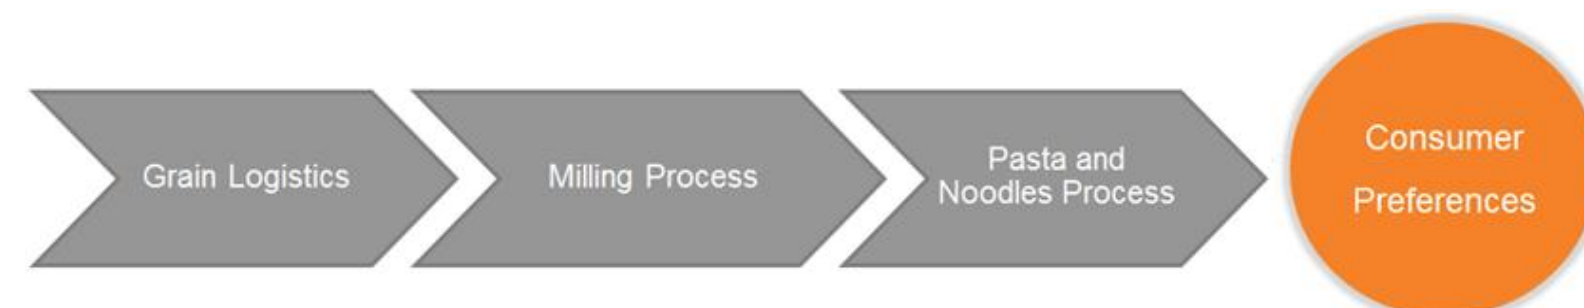 Grain Logistics
Milling Process
Pasta and
Noodles Process
Consumer
Preferences